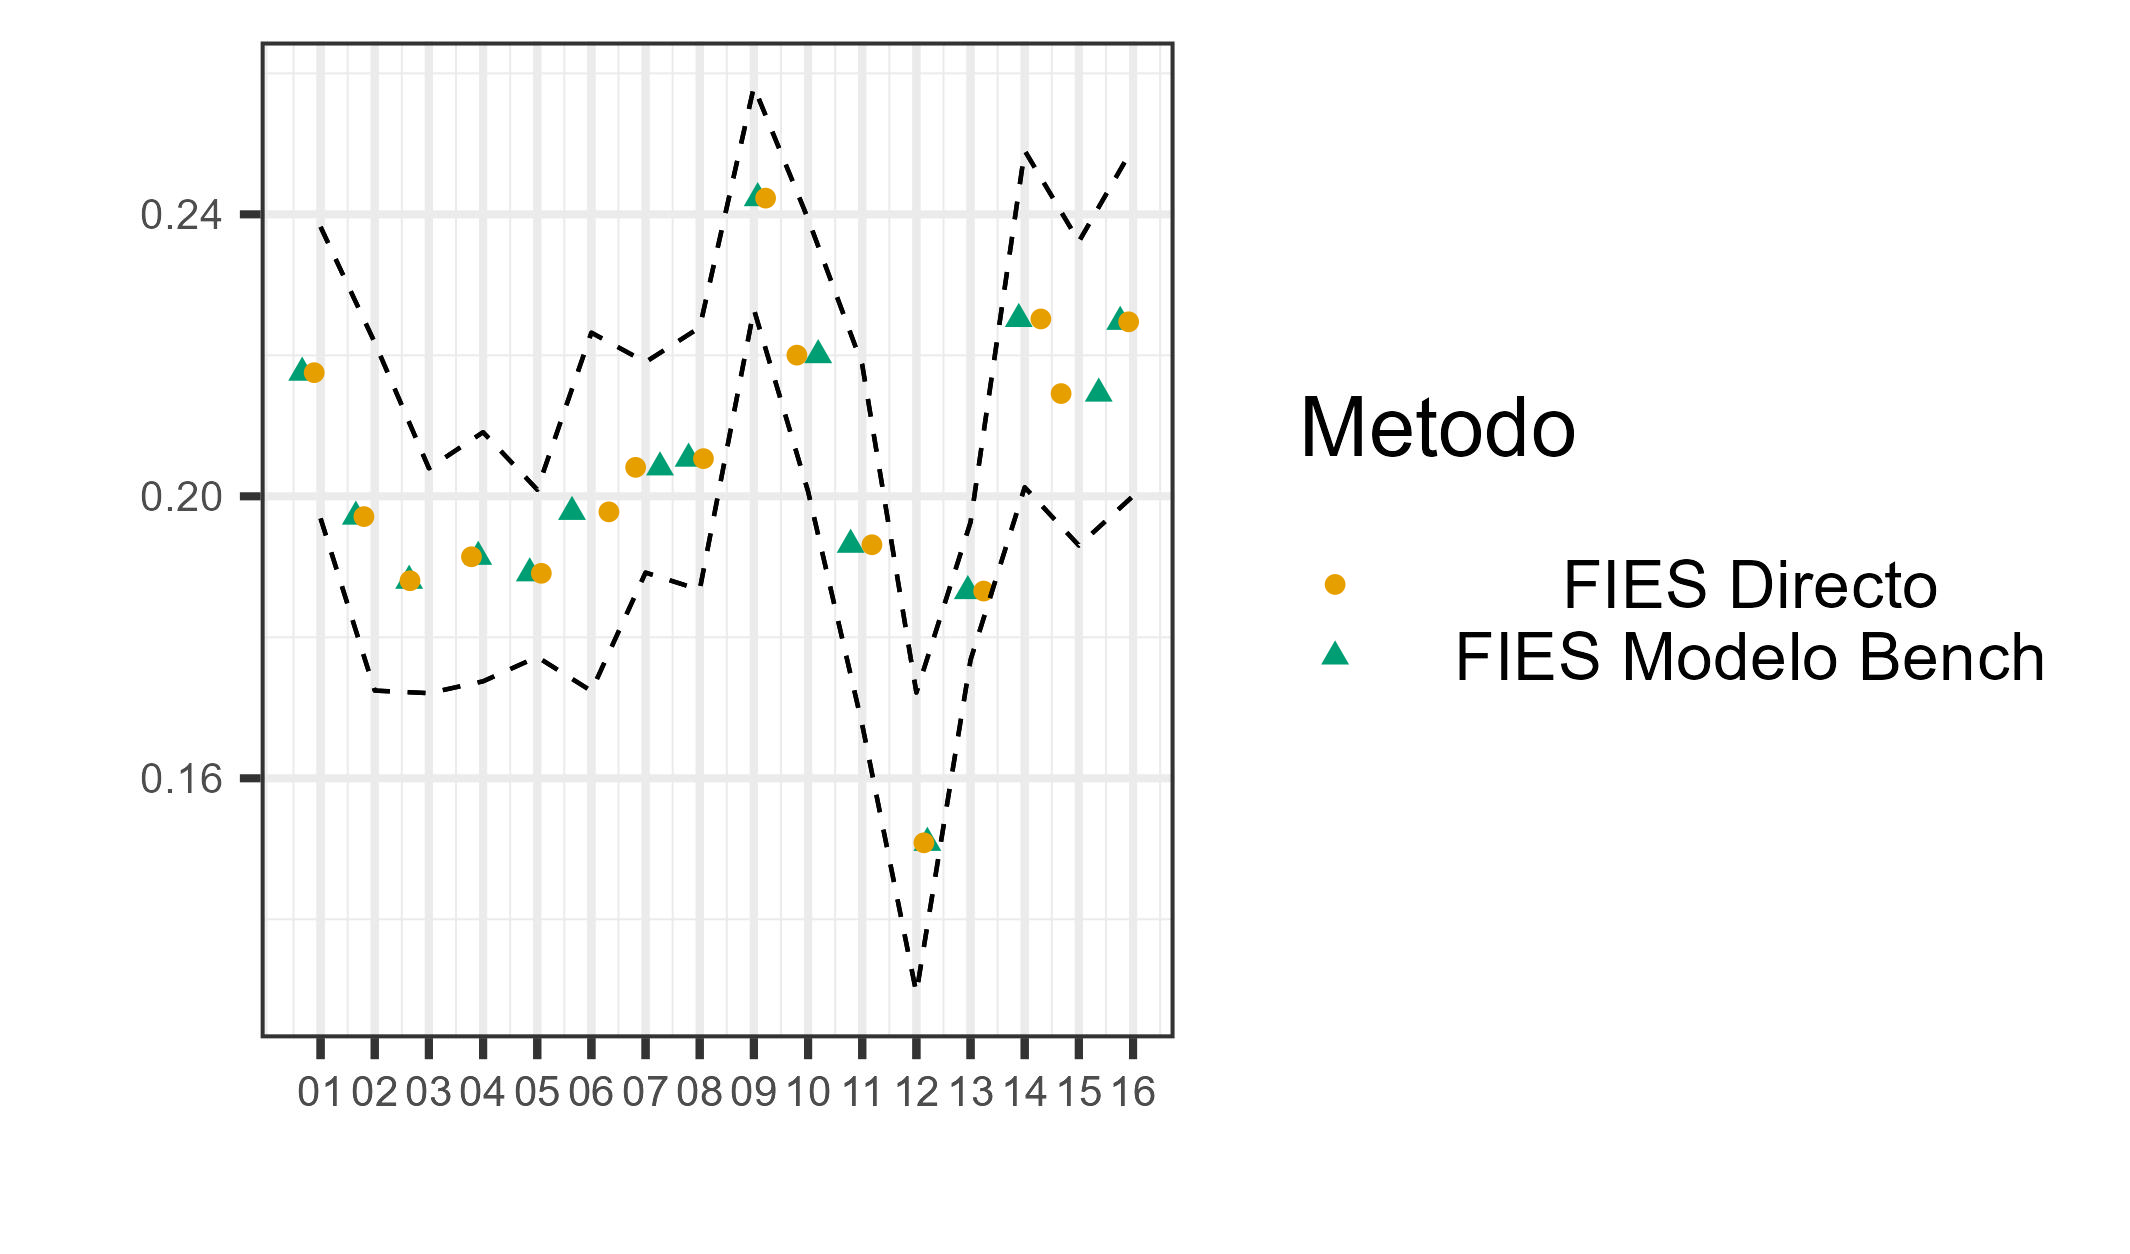 0.24
0.20
0.16
01 02 03 04 05 06 07 08 09 10 11 12 13 14 15 16
Metodo
FIES Directo
FIES Modelo Bench